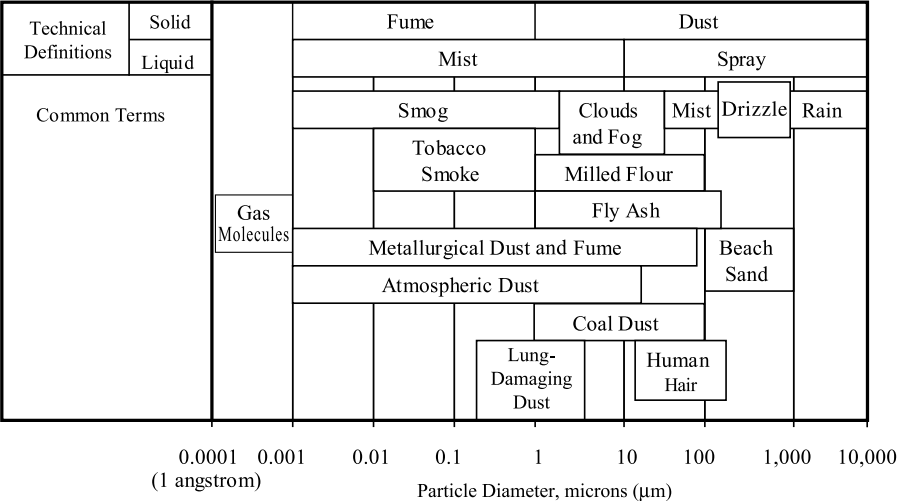 Technical
Definitions
Solid
Liquid
Fume
Dust
Mist
Spray
Common Terms
Smog
Clouds
and Fog
Mist
Drizzle
Rain
Tobacco
Smoke
Milled Flour
Fly Ash
Gas
Molecules
Metallurgical Dust and Fume
Beach
Sand
Atmospheric Dust
Coal Dust
Lung-
Damaging
Dust
Human
Hair
0.0001
(1 angstrom)
0.001
0.01
0.1
1
10
100
1,000
10,000
Particle Diameter, microns (μm)